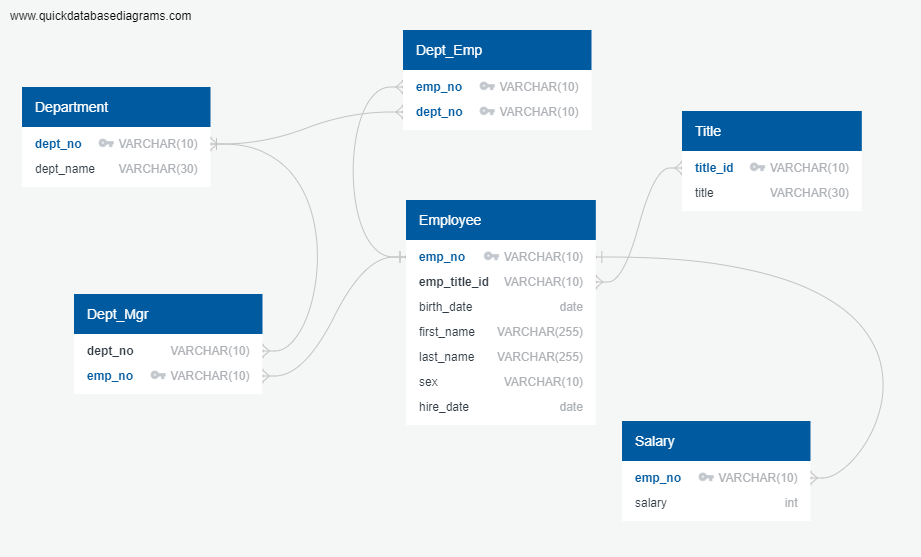 www.quickdatabasediagrams.com
Dept_Emp
emp_no VARCHAR(10)
dept_no VARCHAR(10)
Department
dept_no VARCHAR(10)
dept_name VARCHAR(30)
Title
title_id VARCHAR(10)
title VARCHAR(30)
Employee
emp_no VARCHAR(10)
emp_title_id VARCHAR(10)
birth_date date
first_name VARCHAR(255)
last_name VARCHAR(255)
sex VARCHAR(10)
hire_date date
Dept_Mgr
dept_no VARCHAR(10)
emp_no VARCHAR(10)
Salary
emp_no VARCHAR(10)
salary int